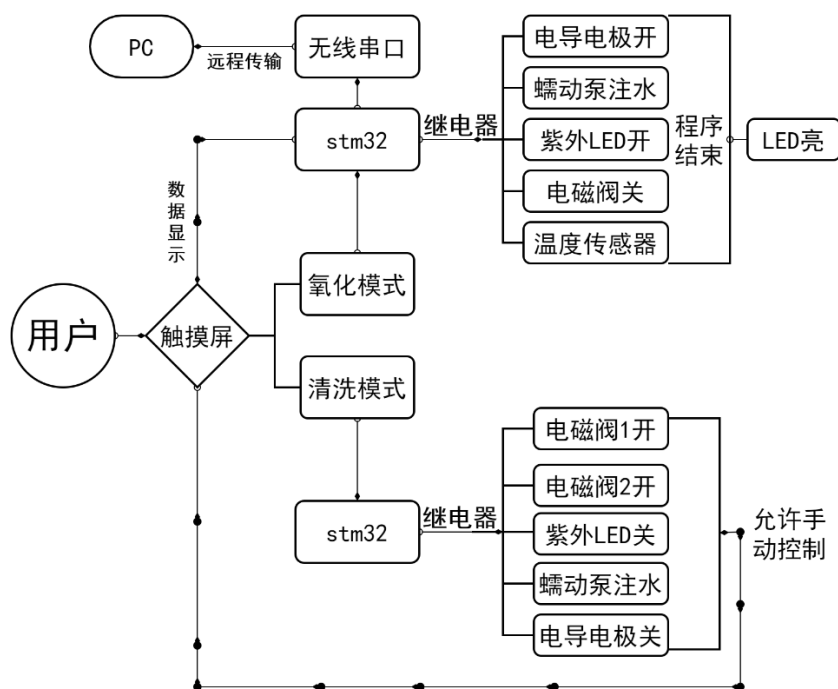 PC
远程传输
无线串口
stm32
继电器
电导电极开
蠕动泵注水
紫外LED开
电磁阀关
温度传感器
程序
结束
LED亮
数据显示
用户
触摸屏
氧化模式
清洗模式
stm32
继电器
电磁阀1开
电磁阀2开
紫外LED关
蠕动泵注水
电导电极关
允许手
动控制